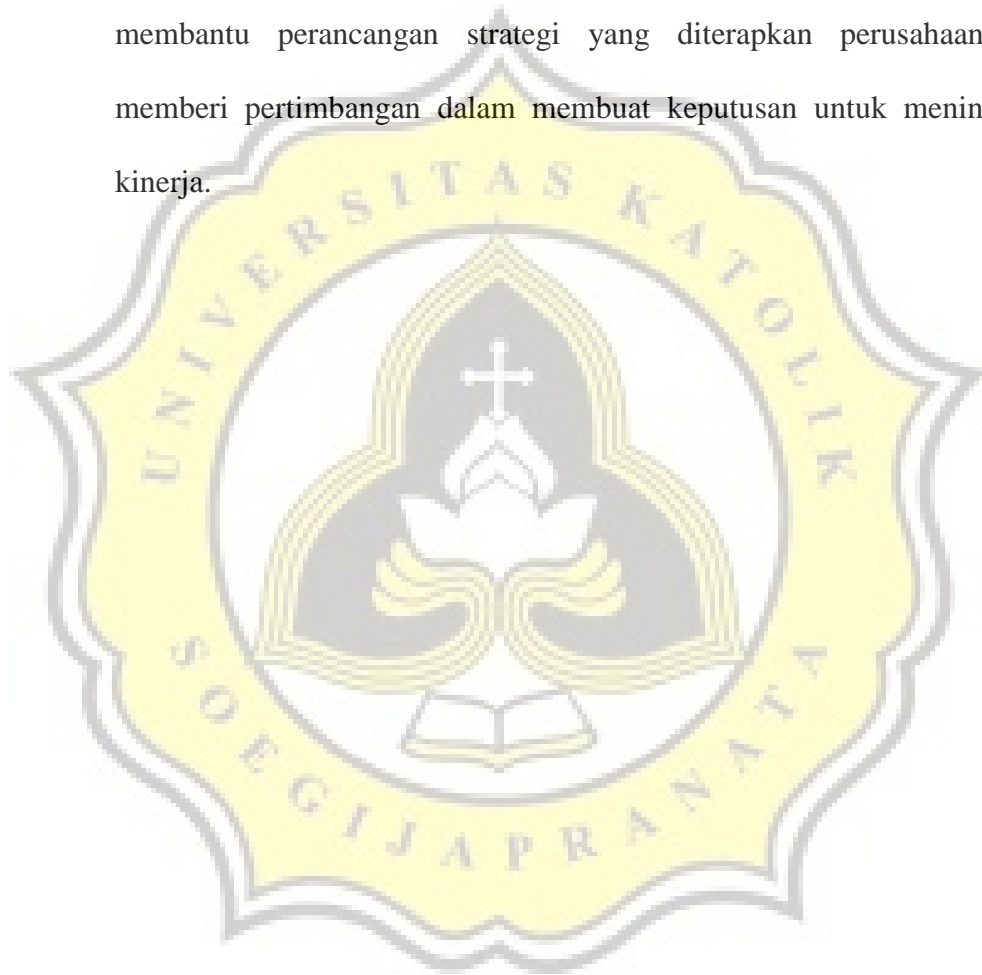 membantu perancangan strategi yang diterapkan perusahaan
memberi pertimbangan dalam membuat keputusan untuk menin
kinerja.
UNIVERSITAS KATOLIK
SOEGIJAPRANATA